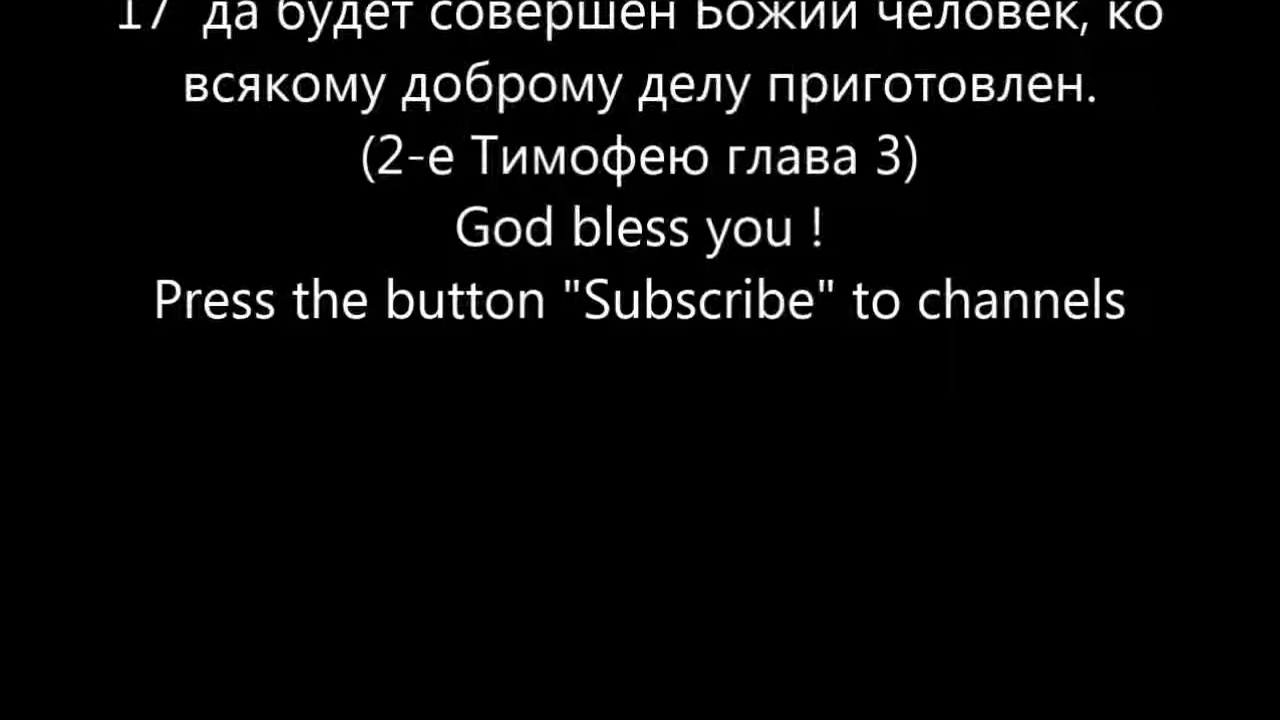 17 да будет совершен Божий человек, ко
всякому доброму делу приготовлен.
(2-е Тимофею глава 3)
God bless you !
Press the button "Subscribe" to channels